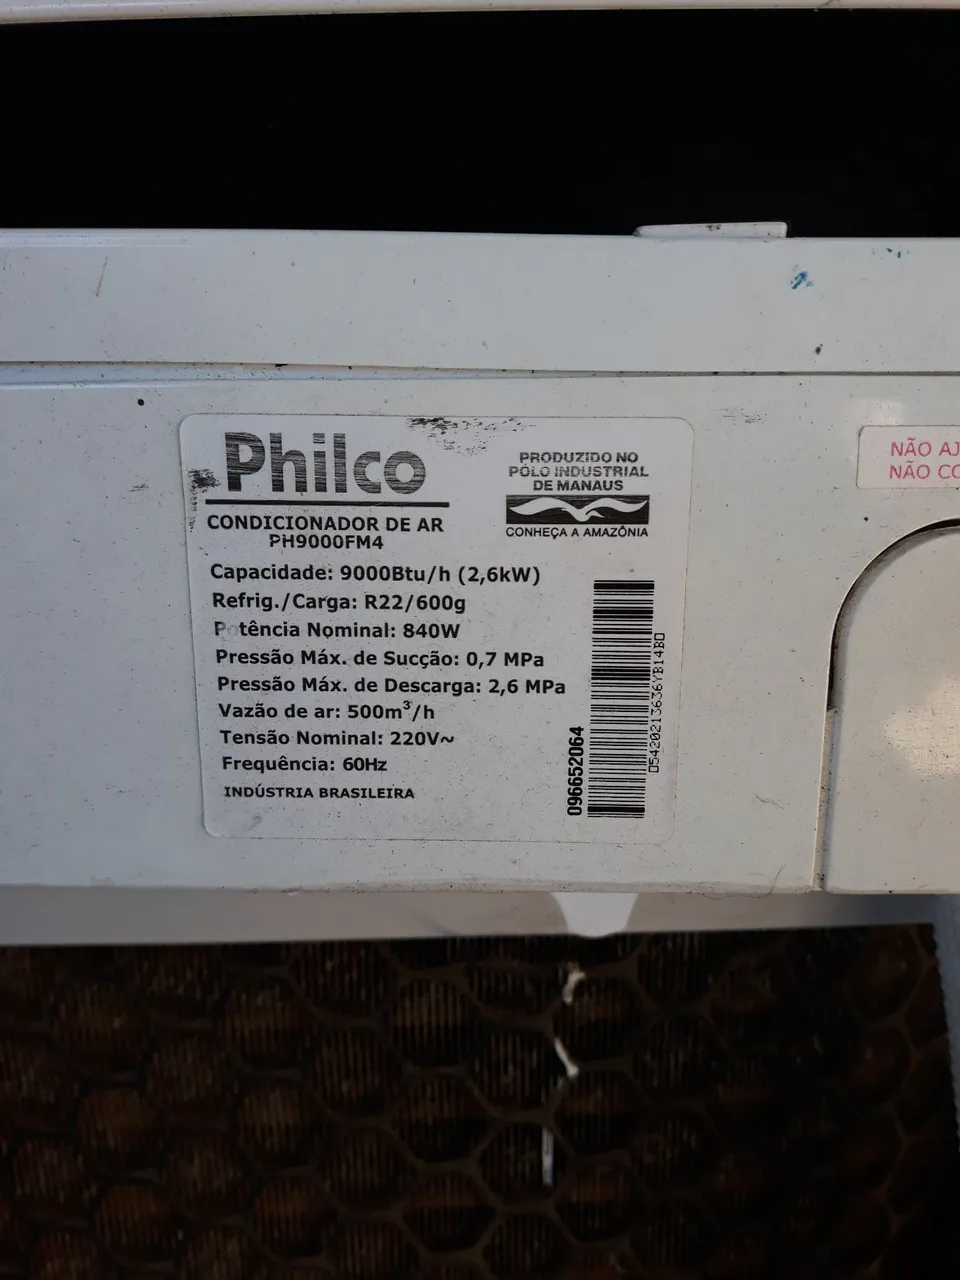 Philco
CONDICIONADOR DE AR
PH9000FM4
PRODUZIDO NO
PÓLO INDUSTRIAL
DE MANAUS
CONHEÇA A AMAZÔNIA
Capacidade: 9000Btu/h (2,6kW)
Refrig./Carga: R22/600g
Potência Nominal: 840W
Pressão Máx. de Sucção: 0,7 MPa
Pressão Máx. de Descarga: 2,6 MPa
Vazão de ar: 500m³/h
Tensão Nominal: 220V~
Frequência: 60Hz
INDÚSTRIA BRASILEIRA
096652064
D5420213636YB14BD
NÃO AJ
NÃO CO